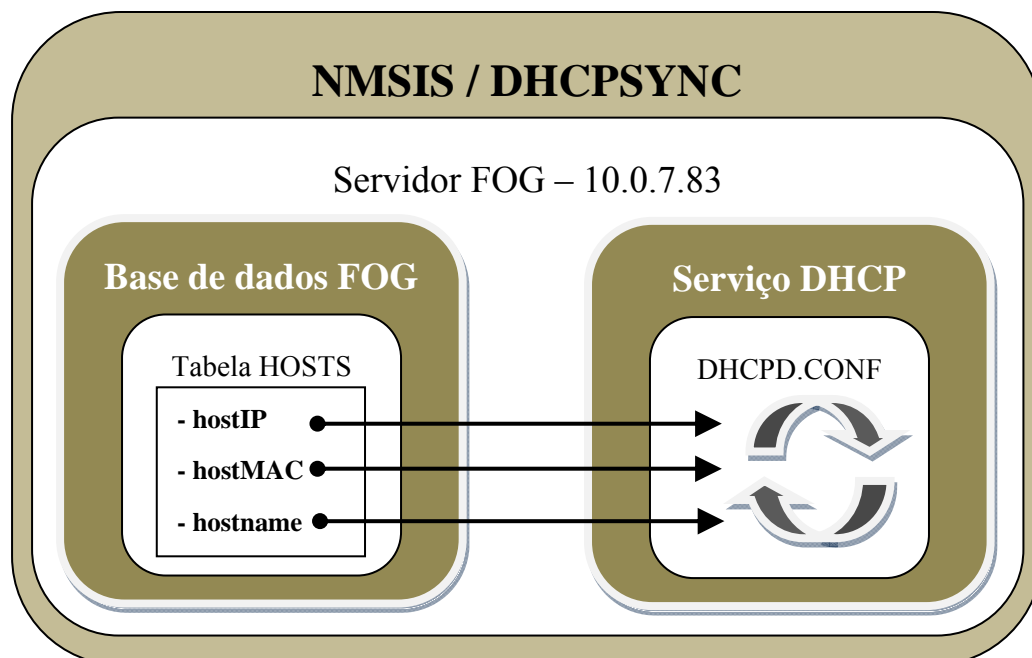 NMSIS / DHCPSYNC
Servidor FOG – 10.0.7.83
Base de dados FOG
Tabela HOSTS
- hostIP
- hostMAC
- hostname
Serviço DHCP
DHCPD.CONF